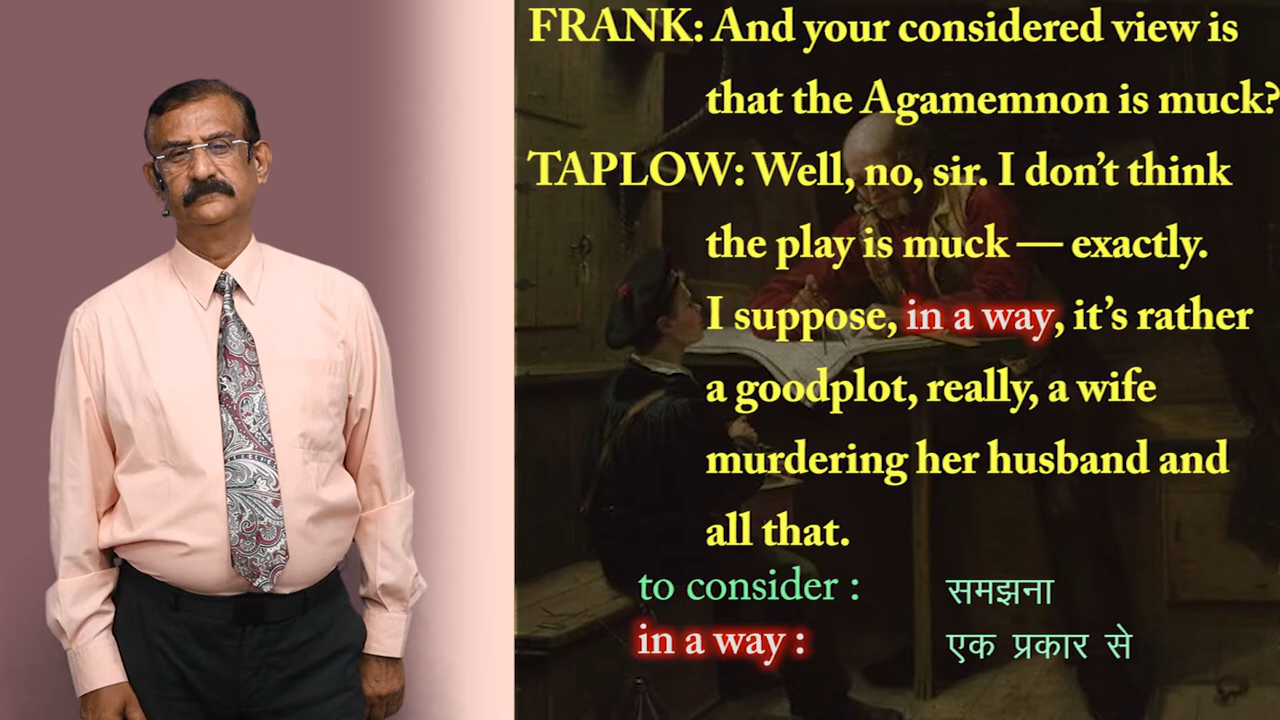 FRANK: And your considered view is
that the Agamemnon is muck?
TAPLOW: Well, no, sir. I don’t think
the play is muck — exactly.
I suppose, in a way, it’s rather
a goodplot, really, a wife
murdering her husband and
all that.
to consider : समझना
in a way : एक प्रकार से